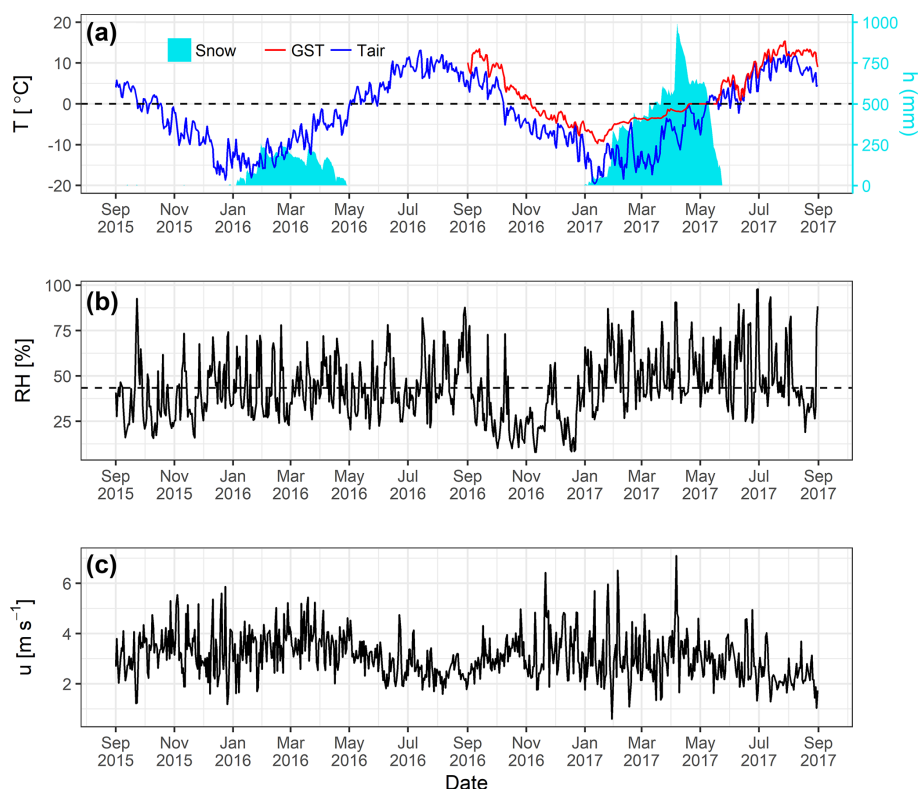 (a)
Snow GST Tair
20
10
0
-10
-20
T [ °C]
1000
750
500
250
0
h (mm)
Sep Nov Jan Mar May Jul Sep Nov Jan Mar May Jul Sep
2015 2015 2016 2016 2016 2016 2016 2016 2017 2017 2017 2017 2017
(b)
100
75
50
25
RH [%]
Sep Nov Jan Mar May Jul Sep Nov Jan Mar May Jul Sep
2015 2015 2016 2016 2016 2016 2016 2016 2017 2017 2017 2017 2017
(c)
6
4
2
u [m s⁻¹]
Sep Nov Jan Mar May Jul Sep Nov Jan Mar May Jul Sep
2015 2015 2016 2016 2016 2016 2016 2016 2017 2017 2017 2017 2017
Date